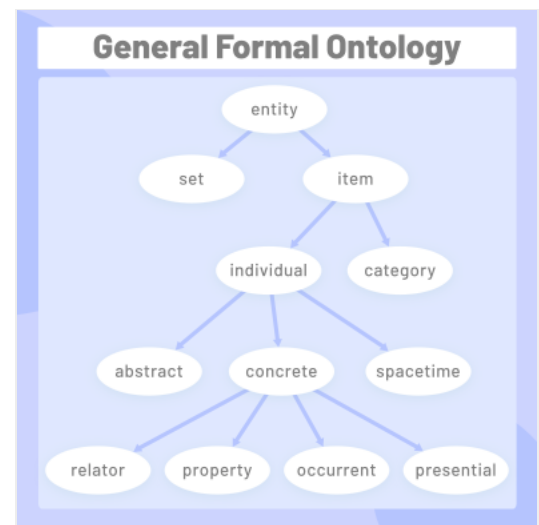 General Formal Ontology
entity
set item
individual category
abstract concrete spacetime
relator property occurrent presential